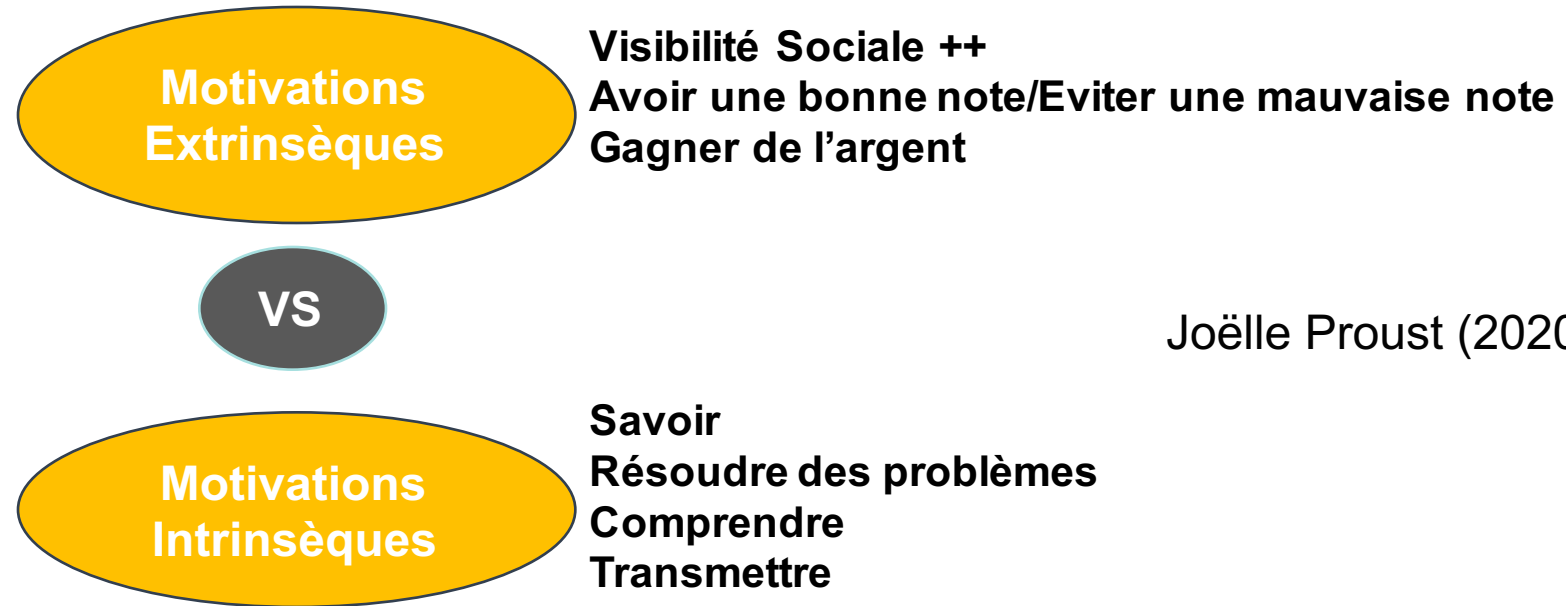 Motivations
Extrinsèques
Visibilité Sociale ++
Avoir une bonne note/Eviter une mauvaise note
Gagner de l’argent
VS
Joëlle Proust (2020
Motivations
Intrinsèques
Savoir
Résoudre des problèmes
Comprendre
Transmettre